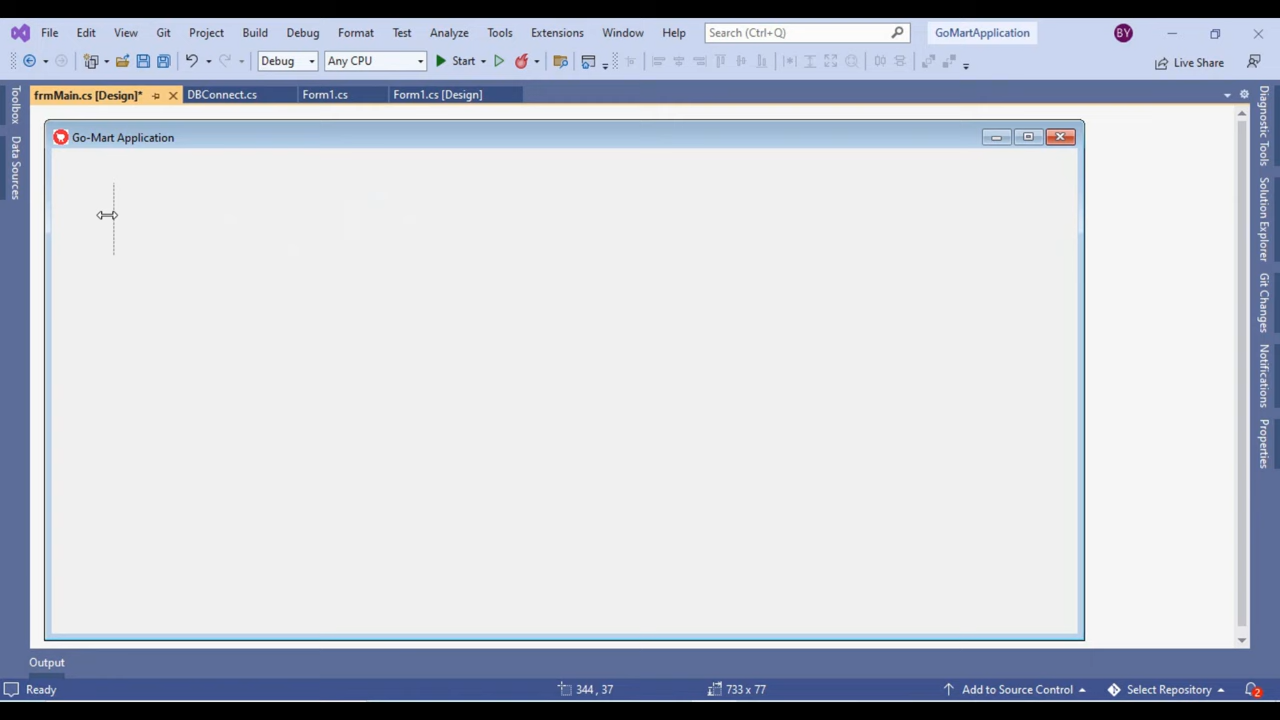 File Edit View Git Project Build Debug Format Test Analyze Tools Extensions Window Help Search (Ctrl+Q) GoMartApplication BY
Debug Any CPU Start Live Share
frmMain.cs [Design]* DBConnect.cs Form1.cs Form1.cs [Design]
Toolbox
Data Sources
Go-Mart Application
Diagnostic Tools
Solution Explorer
Git Changes
Notifications
Properties
Output
Ready 344 , 37 733 x 77 Add to Source Control Select Repository 2